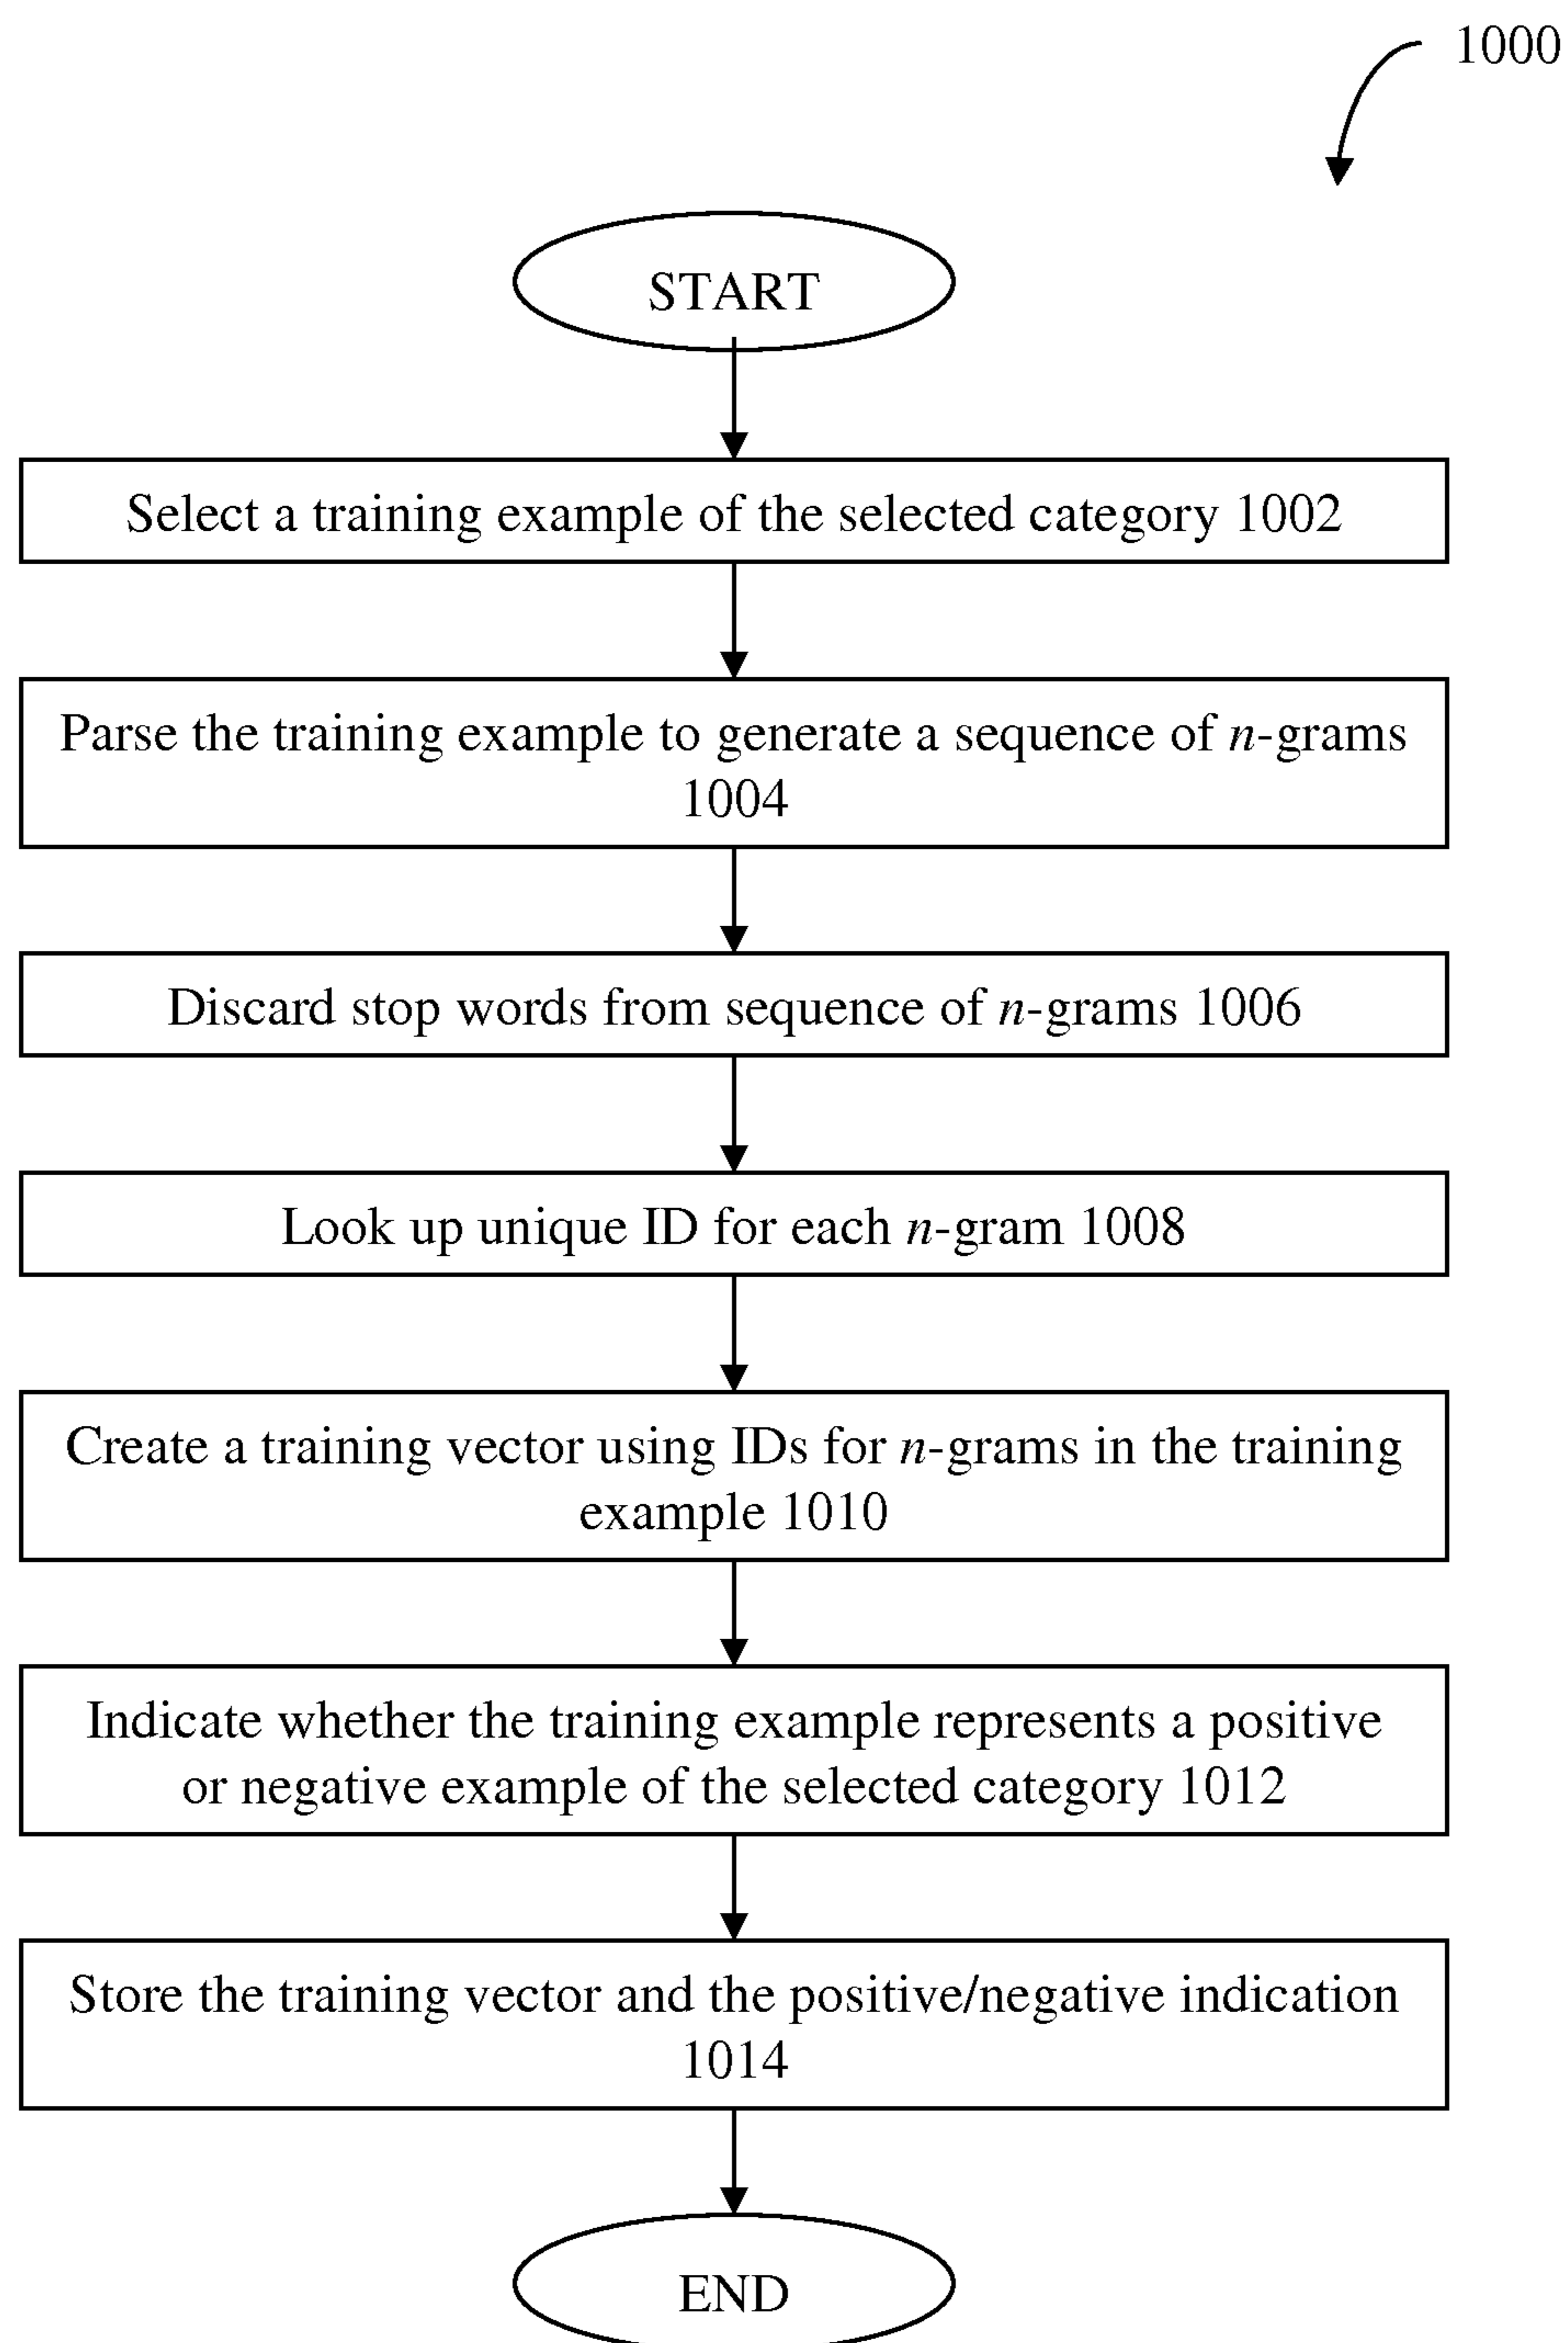 1000
START
Select a training example of the selected category 1002
Parse the training example to generate a sequence of n-grams
1004
Discard stop words from sequence of n-grams 1006
Look up unique ID for each n-gram 1008
Create a training vector using IDs for n-grams in the training
example 1010
Indicate whether the training example represents a positive
or negative example of the selected category 1012
Store the training vector and the positive/negative indication
1014
END